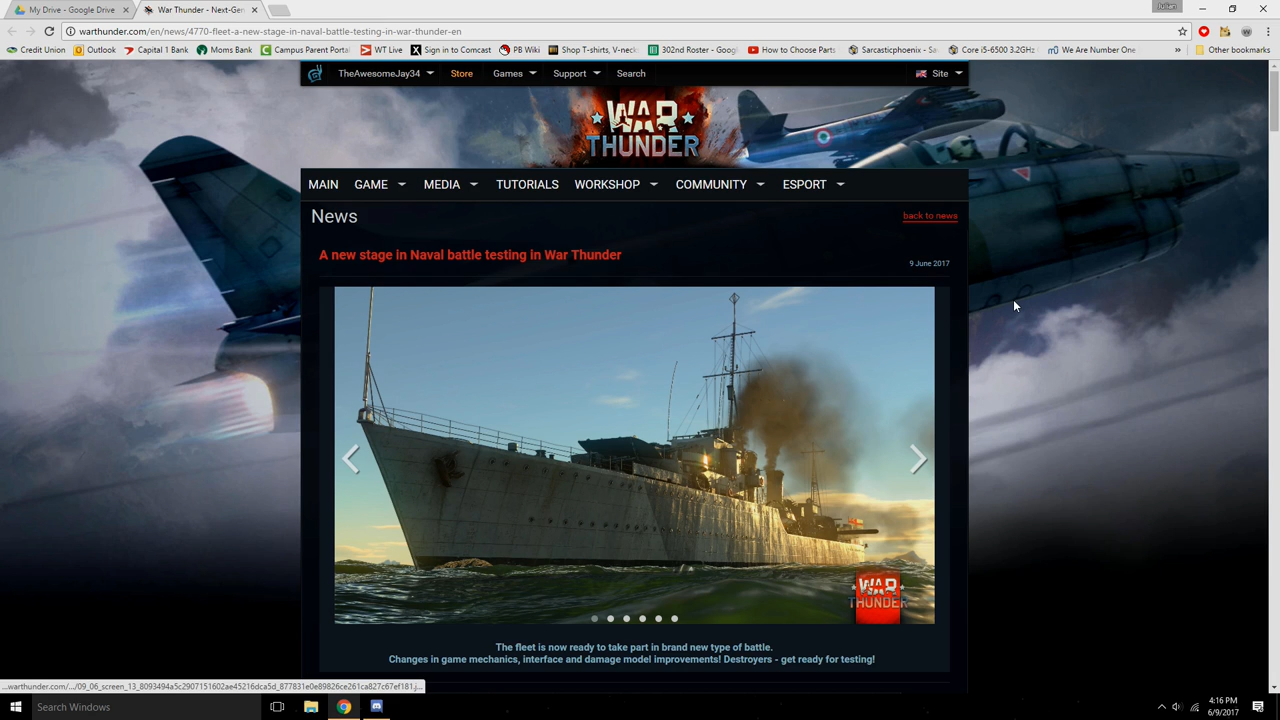 My Drive - Google Drive
War Thunder - Next-Gen
Julian
warthunder.com/en/news/4770-fleet-a-new-stage-in-naval-battle-testing-in-war-thunder-en
Credit Union
Outlook
Capital 1 Bank
Moms Bank
Campus Parent Portal
WT Live
Sign in to Comcast
PB Wiki
Shop T-shirts, V-neck
302nd Roster - Googl
How to Choose Parts
Sarcasticphoenix - Sa
Core i5-6500 3.2GHz
We Are Number One
Other bookmarks
TheAwesomeJay34
Store
Games
Support
Search
Site
WAR
THUNDER
MAIN
GAME
MEDIA
TUTORIALS
WORKSHOP
COMMUNITY
ESPORT
News
back to news
A new stage in Naval battle testing in War Thunder
9 June 2017
WAR
THUNDER
The fleet is now ready to take part in brand new type of battle.
Changes in game mechanics, interface and damage model improvements! Destroyers - get ready for testing!
Search Windows
4:16 PM
6/9/2017